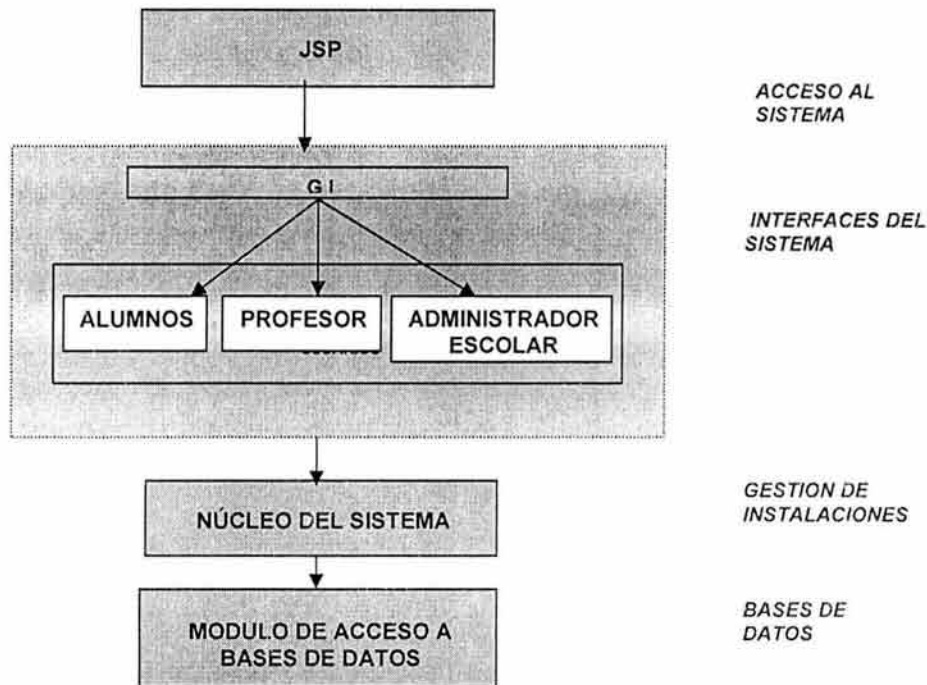 JSP
ACCESO AL
SISTEMA
G I
INTERFACES DEL
SISTEMA
ALUMNOS
PROFESOR
ADMINISTRADOR
ESCOLAR
NÚCLEO DEL SISTEMA
GESTION DE
INSTALACIONES
MODULO DE ACCESO A
BASES DE DATOS
BASES DE
DATOS